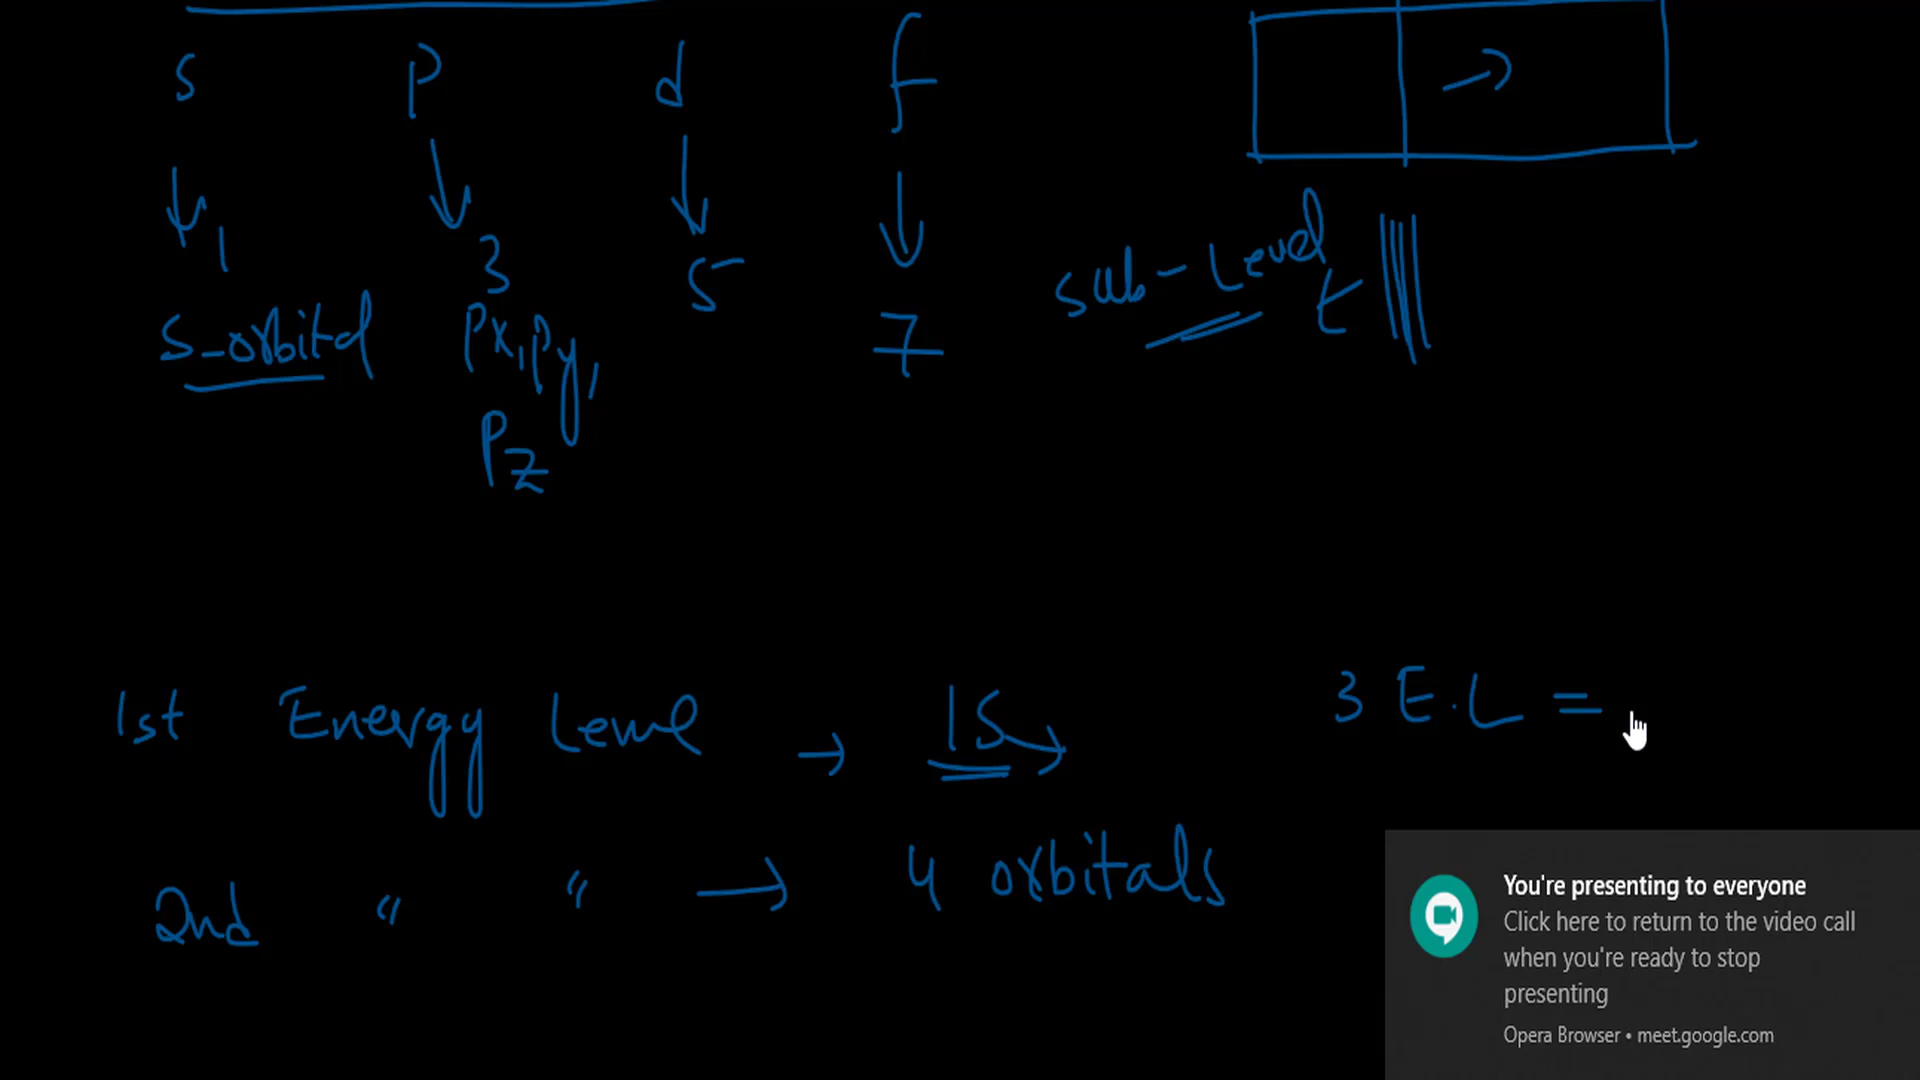 s p d f
1 3 5 7
s-orbital Px, Py,
Pz
sub-Level
t
1st Energy Level → 1S →
3 E.L =
2nd " " → 4 orbitals
You're presenting to everyone
Click here to return to the video call
when you're ready to stop
presenting
Opera Browser • meet.google.com